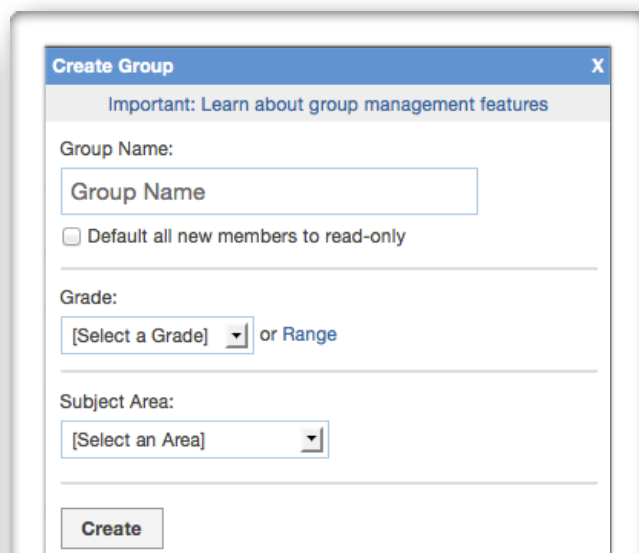 Create Group X
Important: Learn about group management features
Group Name:
Group Name
Default all new members to read-only
Grade:
[Select a Grade] or Range
Subject Area:
[Select an Area]
Create